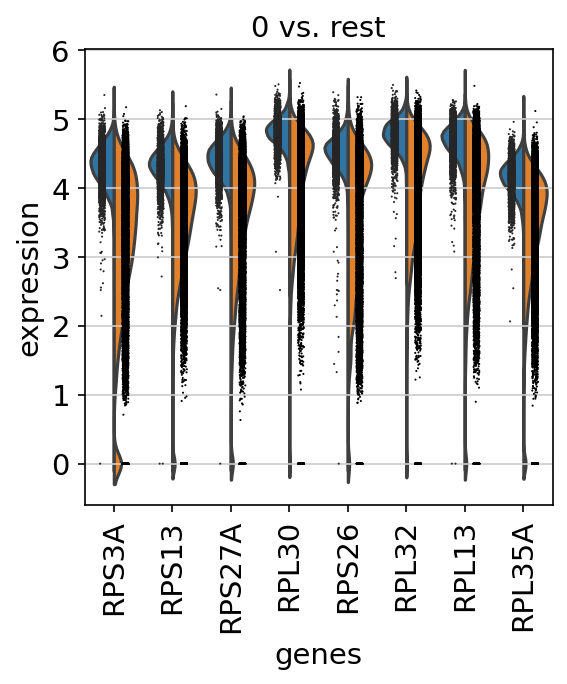 0 vs. rest
6
5
4
3
2
1
0
expression
RPS3A
RPS13
RPS27A
RPL30
RPS26
RPL32
RPL13
RPL35A
genes